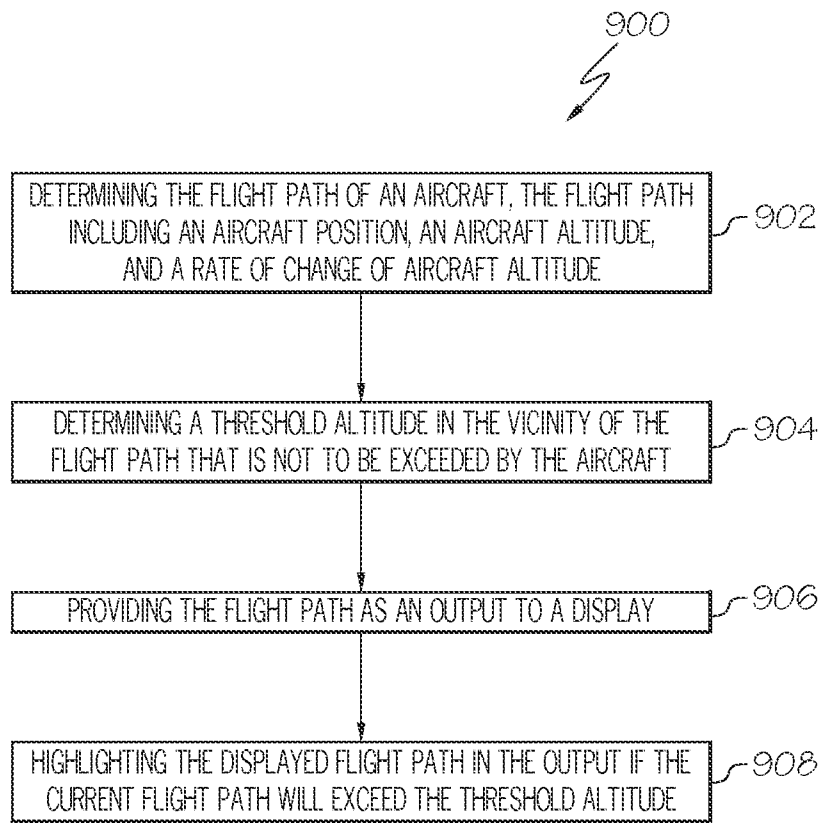 900
DETERMINING THE FLIGHT PATH OF AN AIRCRAFT, THE FLIGHT PATH
INCLUDING AN AIRCRAFT POSITION, AN AIRCRAFT ALTITUDE,
AND A RATE OF CHANGE OF AIRCRAFT ALTITUDE.
902
DETERMINING A THRESHOLD ALTITUDE IN THE VICINITY OF THE
FLIGHT PATH THAT IS NOT TO BE EXCEEDED BY THE AIRCRAFT
904
PROVIDING THE FLIGHT PATH AS AN OUTPUT TO A DISPLAY
906
HIGHLIGHTING THE DISPLAYED FLIGHT PATH IN THE OUTPUT IF THE
CURRENT FLIGHT PATH WILL EXCEED THE THRESHOLD ALTITUDE
908